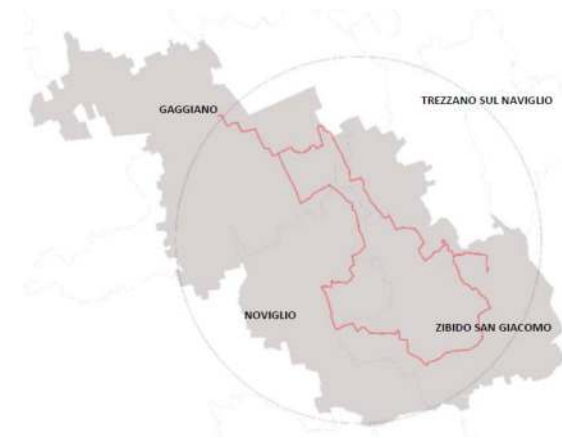 TREZZANO SUL NAVIGLIO
GAGGIANO
NOVIGLIO
ZIBIDO SAN GIACOMO